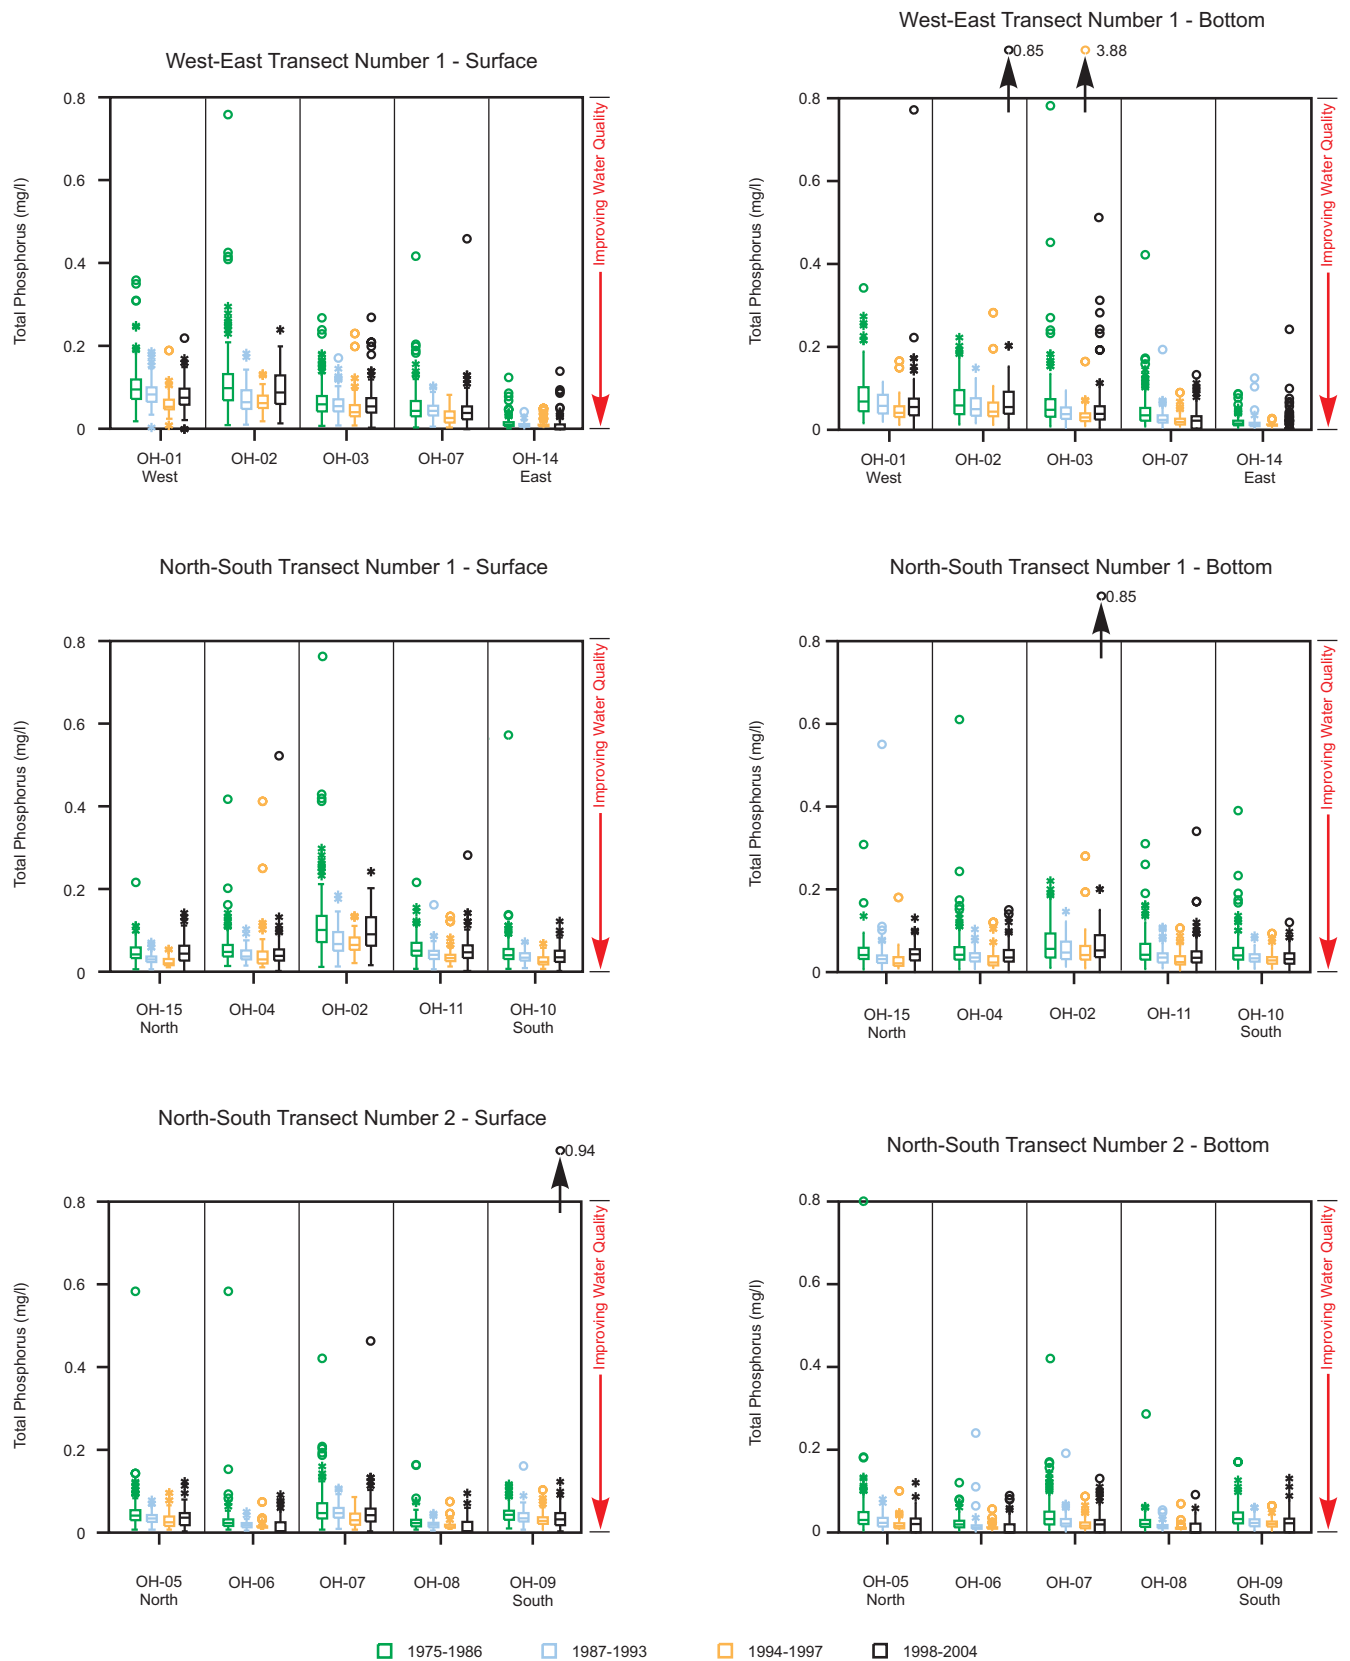 West-East Transect Number 1 - Surface
0.8
0.6
0.4
0.2
0
Total Phosphorus (mg/l)
Improving Water Quality
OH-01 OH-02 OH-03 OH-07 OH-14
West East
West-East Transect Number 1 - Bottom
0.85 3.88
0.8
0.6
0.4
0.2
0
Total Phosphorus (mg/l)
Improving Water Quality
OH-01 OH-02 OH-03 OH-07 OH-14
West East
North-South Transect Number 1 - Surface
0.8
0.6
0.4
0.2
0
Total Phosphorus (mg/l)
Improving Water Quality
OH-15 OH-04 OH-02 OH-11 OH-10
North South
North-South Transect Number 1 - Bottom
0.85
0.8
0.6
0.4
0.2
0
Total Phosphorus (mg/l)
Improving Water Quality
OH-15 OH-04 OH-02 OH-11 OH-10
North South
North-South Transect Number 2 - Surface
0.94
0.8
0.6
0.4
0.2
0
Total Phosphorus (mg/l)
Improving Water Quality
OH-05 OH-06 OH-07 OH-08 OH-09
North South
North-South Transect Number 2 - Bottom
0.8
0.6
0.4
0.2
0
Total Phosphorus (mg/l)
Improving Water Quality
OH-05 OH-06 OH-07 OH-08 OH-09
North South
1975-1986 1987-1993 1994-1997 1998-2004